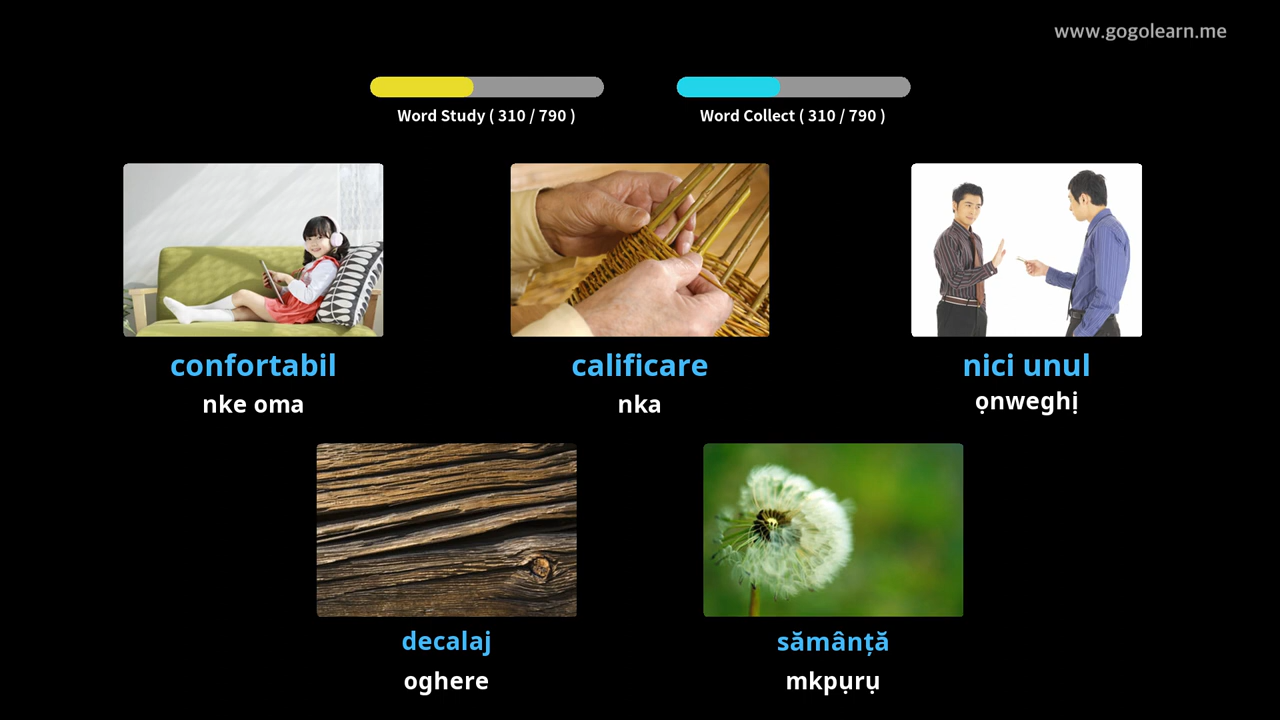 www.gogolearn.me
Word Study ( 310 / 790 )
Word Collect ( 310 / 790 )
confortabil
nke oma
calificare
nka
nici unul
ọnweghị
decalaj
oghere
sămânță
mkpụrụ